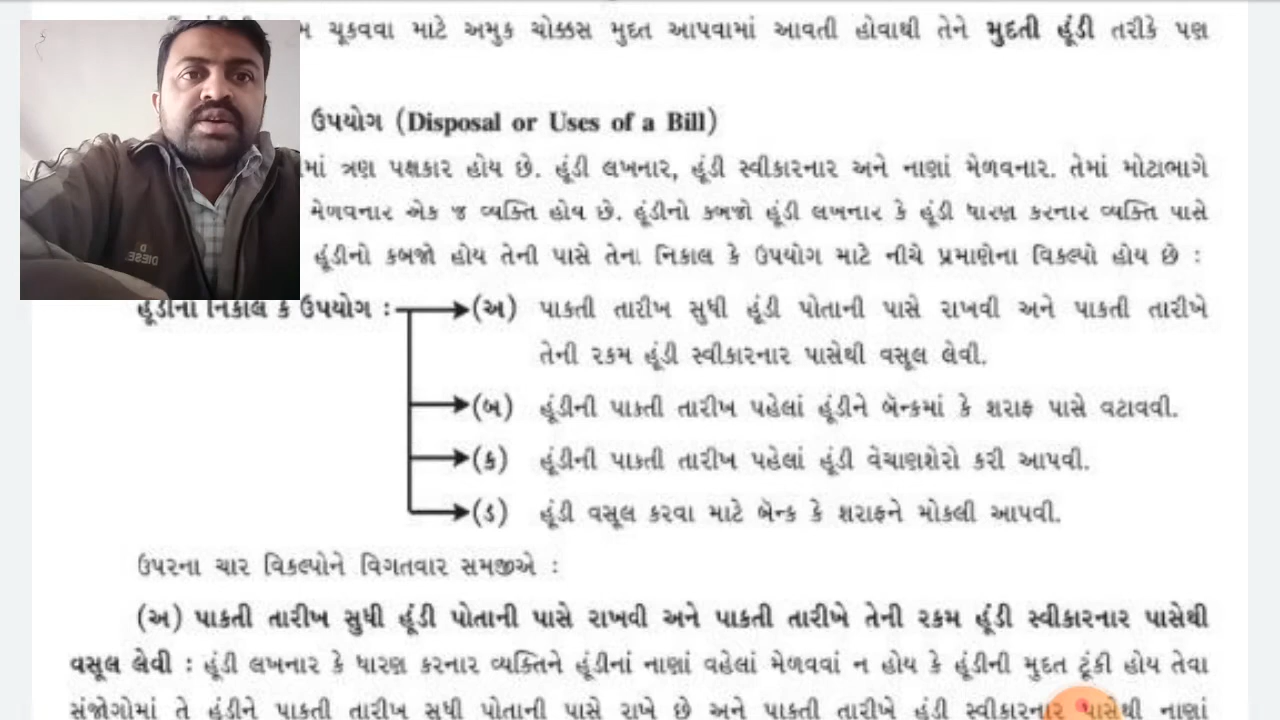 ચૂકવવા માટે અમુક ચોક્કસ મુદત આપવામાં આવતી હોવાથી તેને મુદતી હૂંડી તરીકે પણ
ઉપયોગ (Disposal or Uses of a Bill)
માં ત્રણ પક્ષકાર હોય છે. હૂંડી લખનાર, હૂંડી સ્વીકારનાર અને નાણાં મેળવનાર. તેમાં મોટાભાગે
મેળવનાર એક જ વ્યક્તિ હોય છે. હૂંડીનો કબજો હૂંડી લખનાર કે હૂંડી ધારણ કરનાર વ્યક્તિ પાસે
હૂંડીનો કબજો હોય તેની પાસે તેના નિકાલ કે ઉપયોગ માટે નીચે પ્રમાણેના વિકલ્પો હોય છે :
DIESEL
હૂંડીના નિકાલ કે ઉપયોગ : (અ) પાકતી તારીખ સુધી હૂંડી પોતાની પાસે રાખવી અને પાકતી તારીખે
તેની રકમ હૂંડી સ્વીકારનાર પાસેથી વસૂલ લેવી.
(બ) હૂંડીની પાકતી તારીખ પહેલાં હૂંડીને બૅન્કમાં કે શરાફ પાસે વટાવવી.
(ક) હૂંડીની પાકતી તારીખ પહેલાં હૂંડી વેચાણશેરો કરી આપવી.
(ડ) હૂંડી વસૂલ કરવા માટે બૅન્ક કે શરાફને મોકલી આપવી.
ઉપરના ચાર વિકલ્પોને વિગતવાર સમજીએ :
(અ) પાકતી તારીખ સુધી હૂંડી પોતાની પાસે રાખવી અને પાકતી તારીખે તેની રકમ હૂંડી સ્વીકારનાર પાસેથી
વસૂલ લેવી : હૂંડી લખનાર કે ધારણ કરનાર વ્યક્તિને હૂંડીનાં નાણાં વહેલાં મેળવવાં ન હોય કે હૂંડીની મુદત ટૂંકી હોય તેવા
સંજોગોમાં તે હૂંડીને પાકતી તારીખ સુધી પોતાની પાસે રાખે છે અને પાકતી તારીખે હૂંડી સ્વીકારનાર પાસેથી નાણાં